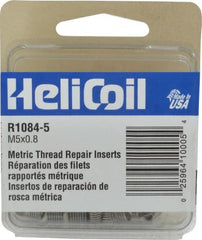 Made In
USA
HeliCoil
R1084-5
M5x0.8
Metric Thread Repair Inserts
Réparation des filets
rapportés métrique
Insertos de reparación de
rosca métrica
0 25964 10005 4